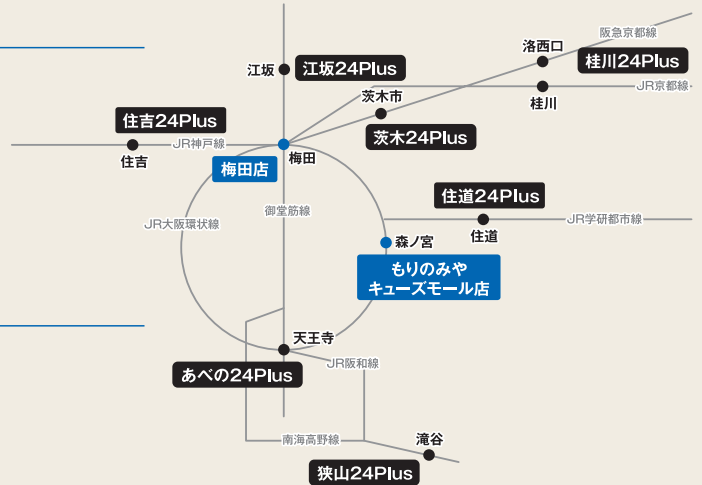 阪急京都線
洛西口
江坂
江坂24Plus
桂川24Plus
JR京都線
茨木市
桂川
住吉24Plus
茨木24Plus
JR神戸線
住吉
梅田
梅田店
住道24Plus
御堂筋線
JR大阪環状線
JR学研都市線
住道
森ノ宮
もりのみや
キューズモール店
天王寺
JR阪和線
あべの24Plus
南海高野線
滝谷
狭山24Plus